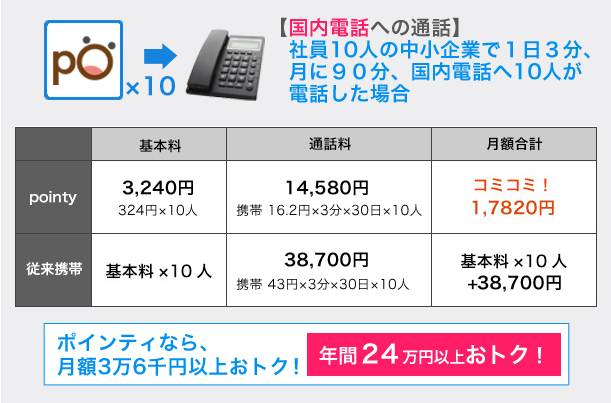 pö
×10
【国内電話への通話】
社員10人の中小企業で1日3分、
月に90分、国内電話へ10人が
電話した場合
基本料
通話料
月額合計
pointy
3,240円
324円×10人
14,580円
携帯 16.2円×3分×30日×10人
コミコミ！
1,7820円
従来携帯
基本料 ×10 人
38,700円
携帯 43円×3分×30日×10人
基本料 ×10 人
+38,700円
ポインティなら、
月額3万6千円以上おトク！
年間 24 万円以上おトク！